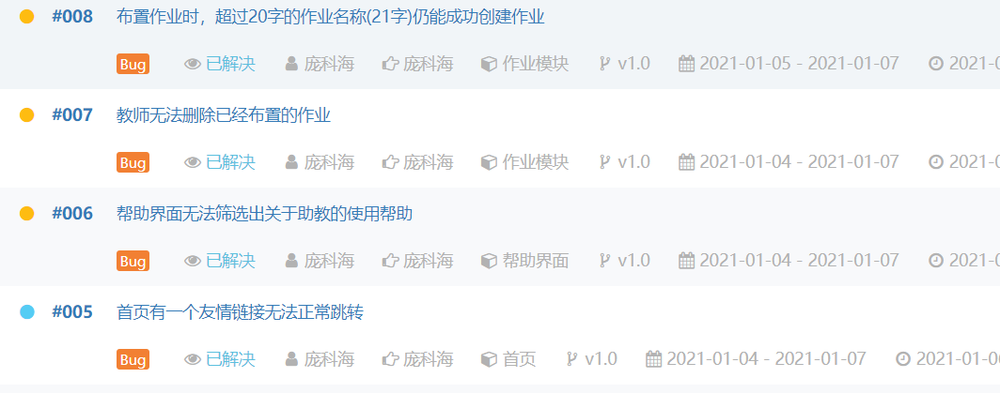 #008 布置作业时，超过20字的作业名称(21字)仍能成功创建作业
Bug 已解决 庞科海 庞科海 作业模块 v1.0 2021-01-05 - 2021-01-07 2021-0
#007 教师无法删除已经布置的作业
Bug 已解决 庞科海 庞科海 作业模块 v1.0 2021-01-04 - 2021-01-07 2021-0
#006 帮助界面无法筛选出关于助教的使用帮助
Bug 已解决 庞科海 庞科海 帮助界面 v1.0 2021-01-04 - 2021-01-07 2021-0
#005 首页有一个友情链接无法正常跳转
Bug 已解决 庞科海 庞科海 首页 v1.0 2021-01-04 - 2021-01-07 2021-01-0